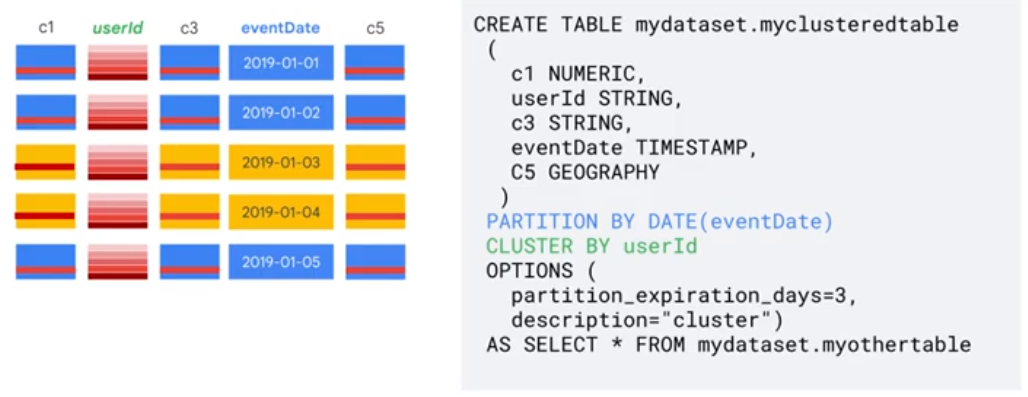 c1 userId c3 eventDate c5
2019-01-01
2019-01-02
2019-01-03
2019-01-04
2019-01-05
CREATE TABLE mydataset.myclusteredtable
(
c1 NUMERIC,
userId STRING,
c3 STRING,
eventDate TIMESTAMP,
C5 GEOGRAPHY
)
PARTITION BY DATE(eventDate)
CLUSTER BY userId
OPTIONS (
partition_expiration_days=3,
description="cluster")
AS SELECT * FROM mydataset.myothertable